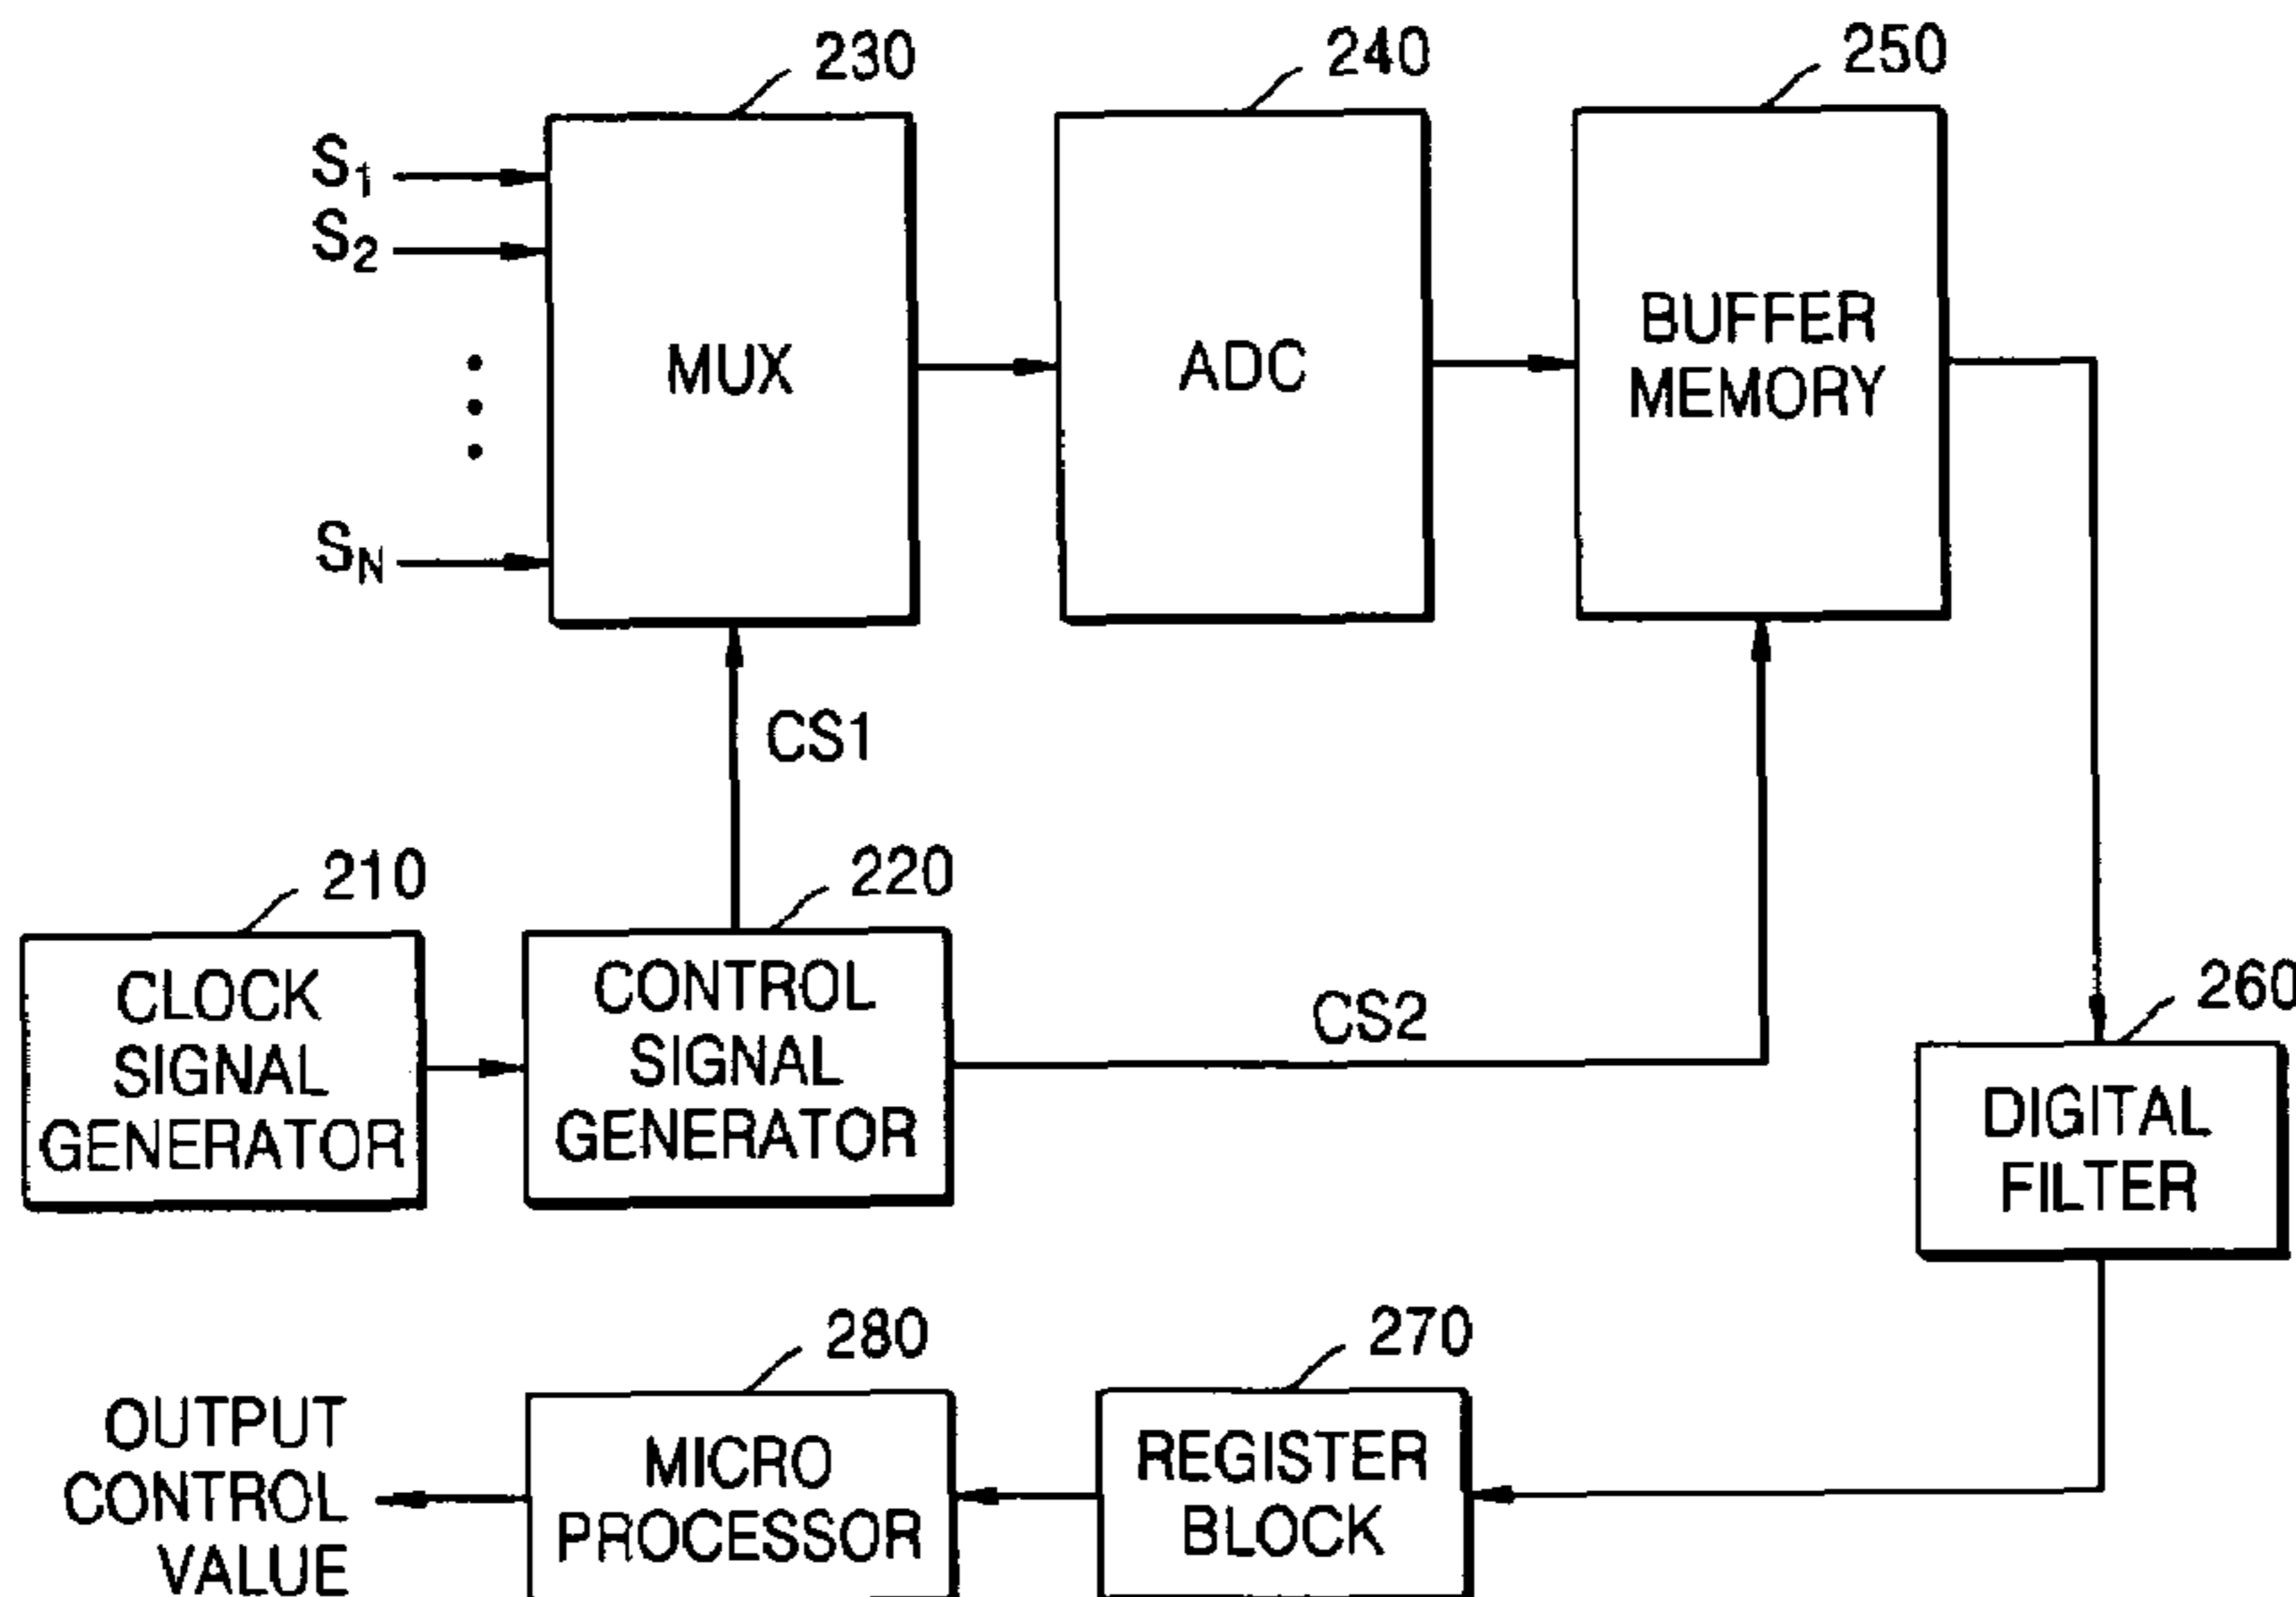 230
240
250
S1
S2
SN
MUX
ADC
BUFFER
MEMORY
CS1
210
220
CLOCK
SIGNAL
GENERATOR
CONTROL
SIGNAL
GENERATOR
CS2
260
DIGITAL
FILTER
280
270
OUTPUT
CONTROL
VALUE
MICRO
PROCESSOR
REGISTER
BLOCK